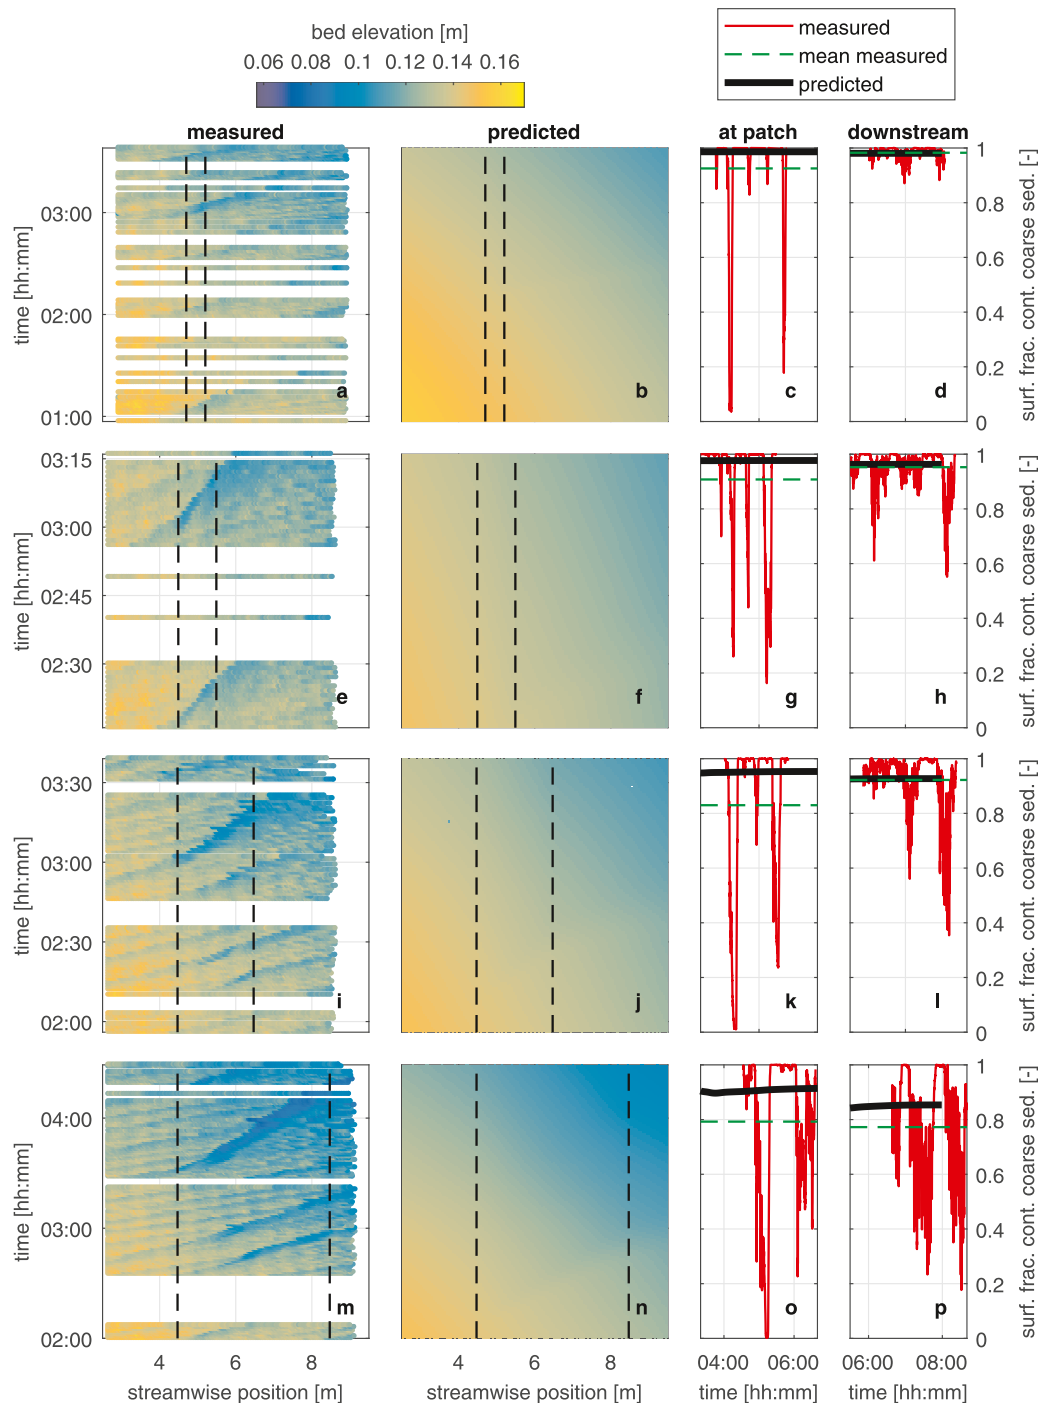 bed elevation [m]
0.06 0.08 0.1 0.12 0.14 0.16
measured
mean measured
predicted
measured
predicted
at patch
downstream
03:00
02:00
01:00
time [hh:mm]
a
b
c
d
1
0.8
0.6
0.4
0.2
0
surf. frac. cont. coarse sed. [-]
03:15
03:00
02:45
02:30
time [hh:mm]
e
f
g
h
1
0.8
0.6
0.4
0.2
0
surf. frac. cont. coarse sed. [-]
03:30
03:00
02:30
02:00
time [hh:mm]
i
j
k
l
1
0.8
0.6
0.4
0.2
0
surf. frac. cont. coarse sed. [-]
04:00
03:00
02:00
time [hh:mm]
m
n
o
p
1
0.8
0.6
0.4
0.2
0
surf. frac. cont. coarse sed. [-]
4 6 8
streamwise position [m]
4 6 8
streamwise position [m]
04:00 06:00
time [hh:mm]
06:00 08:00
time [hh:mm]